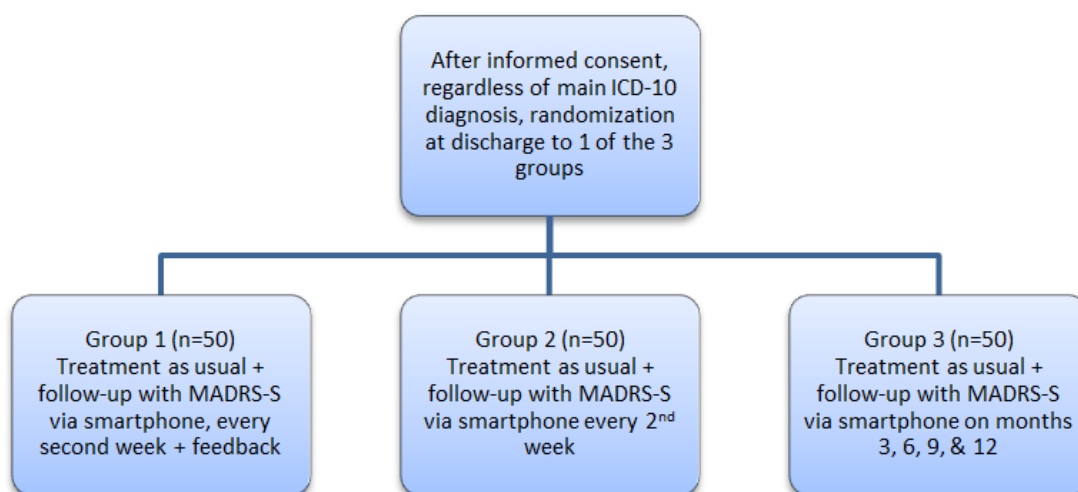 After informed consent,
regardless of main ICD-10
diagnosis, randomization
at discharge to 1 of the 3
groups
Group 1 (n=50)
Treatment as usual +
follow-up with MADRS-S
via smartphone, every
second week + feedback
Group 2 (n=50)
Treatment as usual +
follow-up with MADRS-S
via smartphone every 2nd
week
Group 3 (n=50)
Treatment as usual +
follow-up with MADRS-S
via smartphone on months
3, 6, 9, & 12